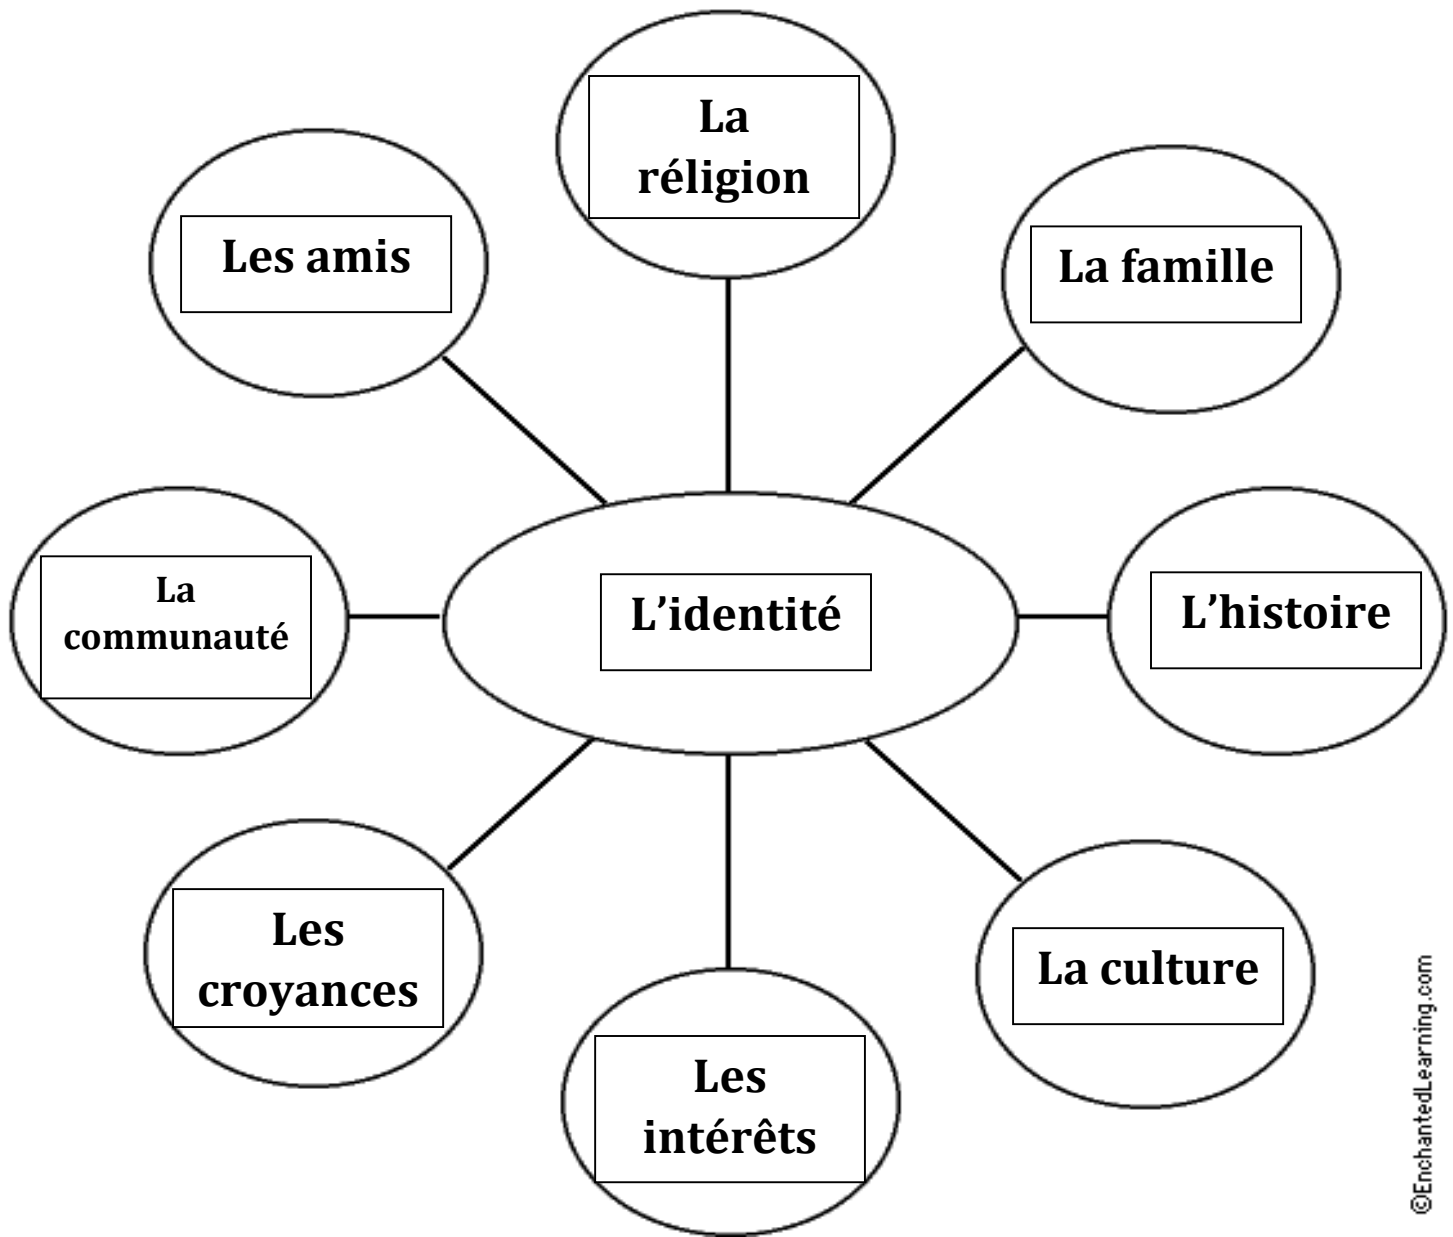 La
réligion
Les amis
La famille
La
communauté
L’identité
L’histoire
Les
croyances
La culture
Les
intérêts
©EnchantedLearning.com